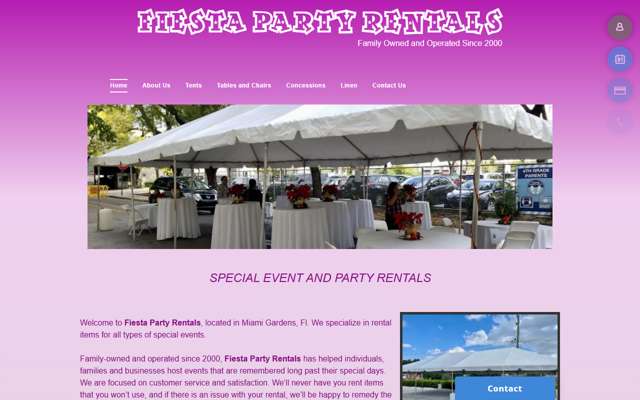 FIESTA PARTY RENTALS
Family Owned and Operated Since 2000
Home About Us Tents Tables and Chairs Concessions Linen Contact Us
4TH GRADE
PARENTS
SPECIAL EVENT AND PARTY RENTALS
Welcome to Fiesta Party Rentals, located in Miami Gardens, Fl. We specialize in rental
items for all types of special events.
Family-owned and operated since 2000, Fiesta Party Rentals has helped individuals,
families and businesses host events that are remembered long past their special days.
We are focused on customer service and satisfaction. We'll never have you rent items
that you won't use, and if there is an issue with your rental, we'll be happy to remedy the
Contact